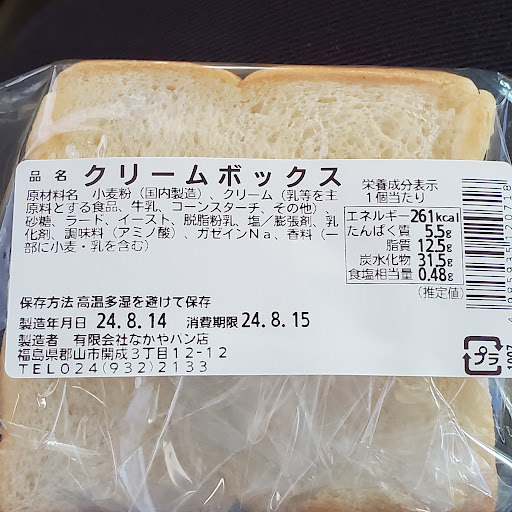 品 名 クリームボックス
原材料名 小麦粉（国内製造）、クリーム（乳等を主
原料とする食品、牛乳、コーンスターチ、その他）、
砂糖、ラード、イースト、脱脂粉乳、塩／膨張剤、乳
化剤、調味料（アミノ酸）、ガゼインNa、香料（一
部に小麦・乳を含む）
栄養成分表示
1個当たり
エネルギー 261kcal
たんぱく質 5.5g
脂質 12.5g
炭水化物 31.5g
食塩相当量 0.48g
（推定値）
保存方法 高温多湿を避けて保存
製造年月日 24.8.14 消費期限 24.8.15
製造者 有限会社なかやパン店
福島県郡山市開成3丁目12-12
TEL024(932)2133
プラ
1007